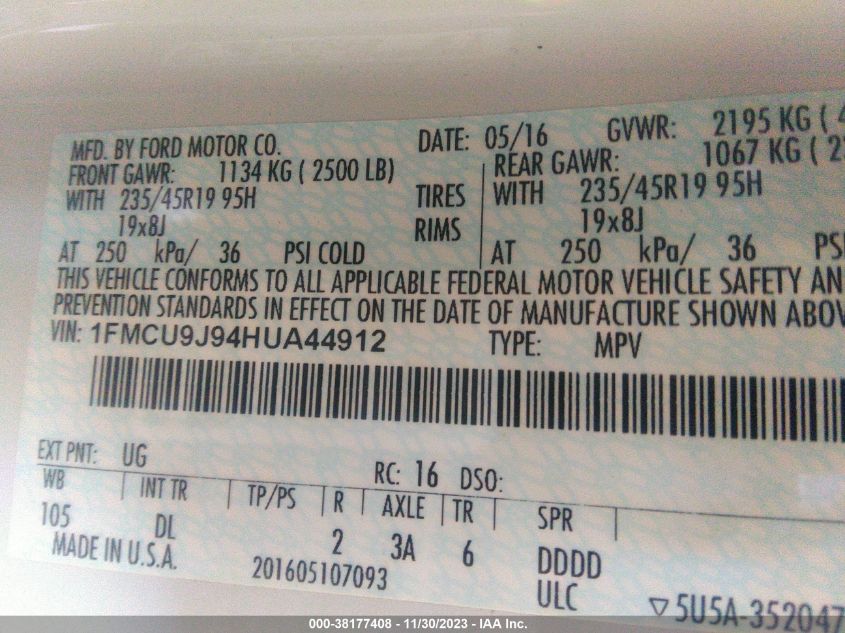 MFD. BY FORD MOTOR CO. DATE: 05/16 GVWR: 2195 KG ( 4
FRONT GAWR: 1134 KG ( 2500 LB) REAR GAWR: 1067 KG ( 2
WITH 235/45R19 95H TIRES WITH 235/45R19 95H
19x8J RIMS 19x8J
AT 250 kPa/ 36 PSI COLD AT 250 kPa/ 36 PSI
THIS VEHICLE CONFORMS TO ALL APPLICABLE FEDERAL MOTOR VEHICLE SAFETY AN
PREVENTION STANDARDS IN EFFECT ON THE DATE OF MANUFACTURE SHOWN ABOV
VIN: 1FMCU9J94HUA44912 TYPE: MPV
EXT PNT: UG RC: 16 DSO:
WB INT TR TP/PS R AXLE TR SPR
105 DL 2 3A 6 DDDD
MADE IN U.S.A. 201605107093 ULC ▽5U5A-352047
000-38177408 - 11/30/2023 - IAA Inc.